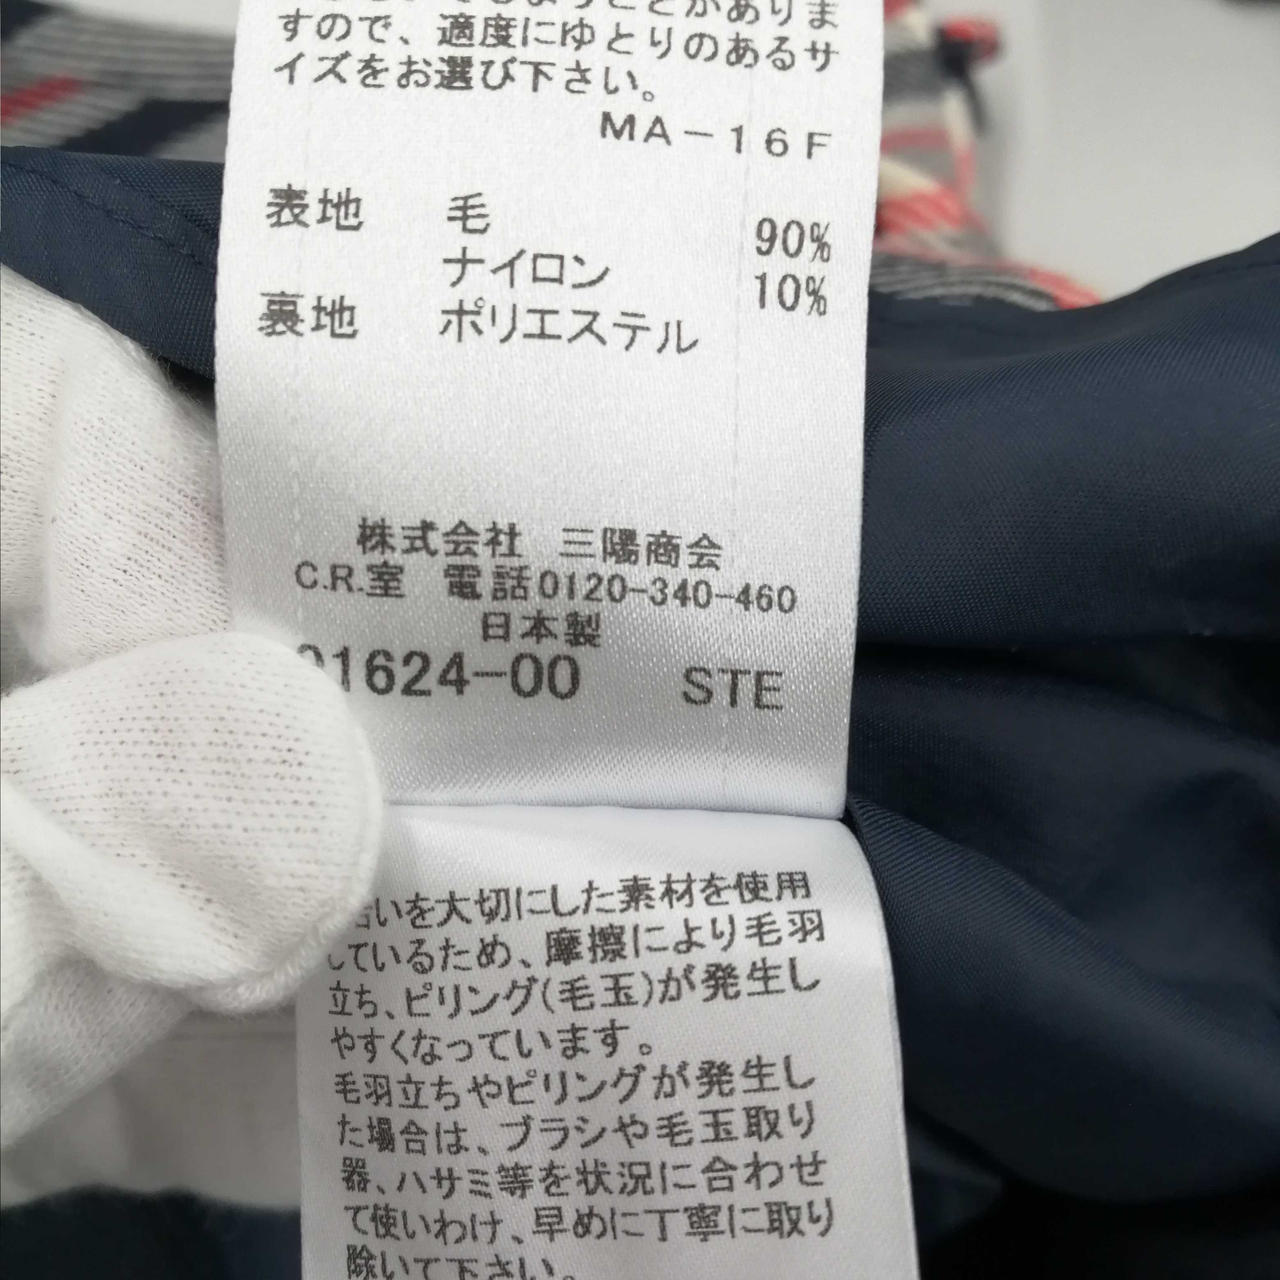 すので、適度にゆとりのあるサ
イズをお選び下さい。
MA-16F
表地 毛 90%
ナイロン 10%
裏地 ポリエステル
株式会社 三陽商会
C.R.室 電話0120-340-460
日本製
1624-00 STE
いを大切にした素材を使用
しているため、摩擦により毛羽
立ち、ピリング(毛玉)が発生し
やすくなっています。
毛羽立ちやピリングが発生し
た場合は、ブラシや毛玉取り
器、ハサミ等を状況に合わせ
て使いわけ、早めに丁寧に取り
除いて下さい。